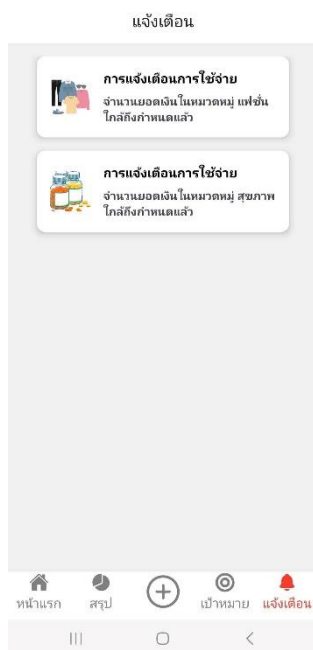 แจ้งเตือน
การแจ้งเตือนการใช้จ่าย
จำนวนยอดเงินในหมวดหมู่ แฟชั่น
ใกล้ถึงกำหนดแล้ว
การแจ้งเตือนการใช้จ่าย
จำนวนยอดเงินในหมวดหมู่ สุขภาพ
ใกล้ถึงกำหนดแล้ว
หน้าแรก สรุป เป้าหมาย แจ้งเตือน